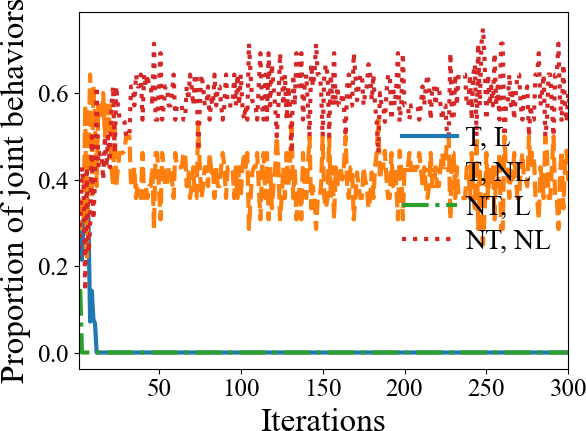 Proportion of joint behaviors
0.6
0.4
0.2
0.0
T, L
T, NL
NT, L
NT, NL
50
100
150
200
250
300
Iterations